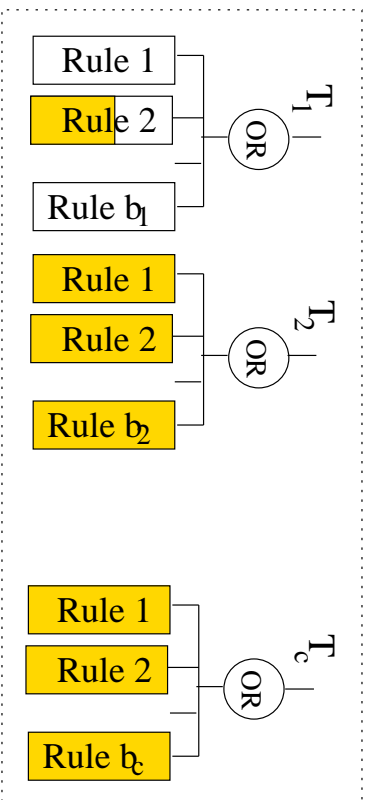 Rule 1
Rule 2
Rule b1
OR
T1
Rule 1
Rule 2
Rule b2
OR
T2
Rule 1
Rule 2
Rule bc
OR
Tc